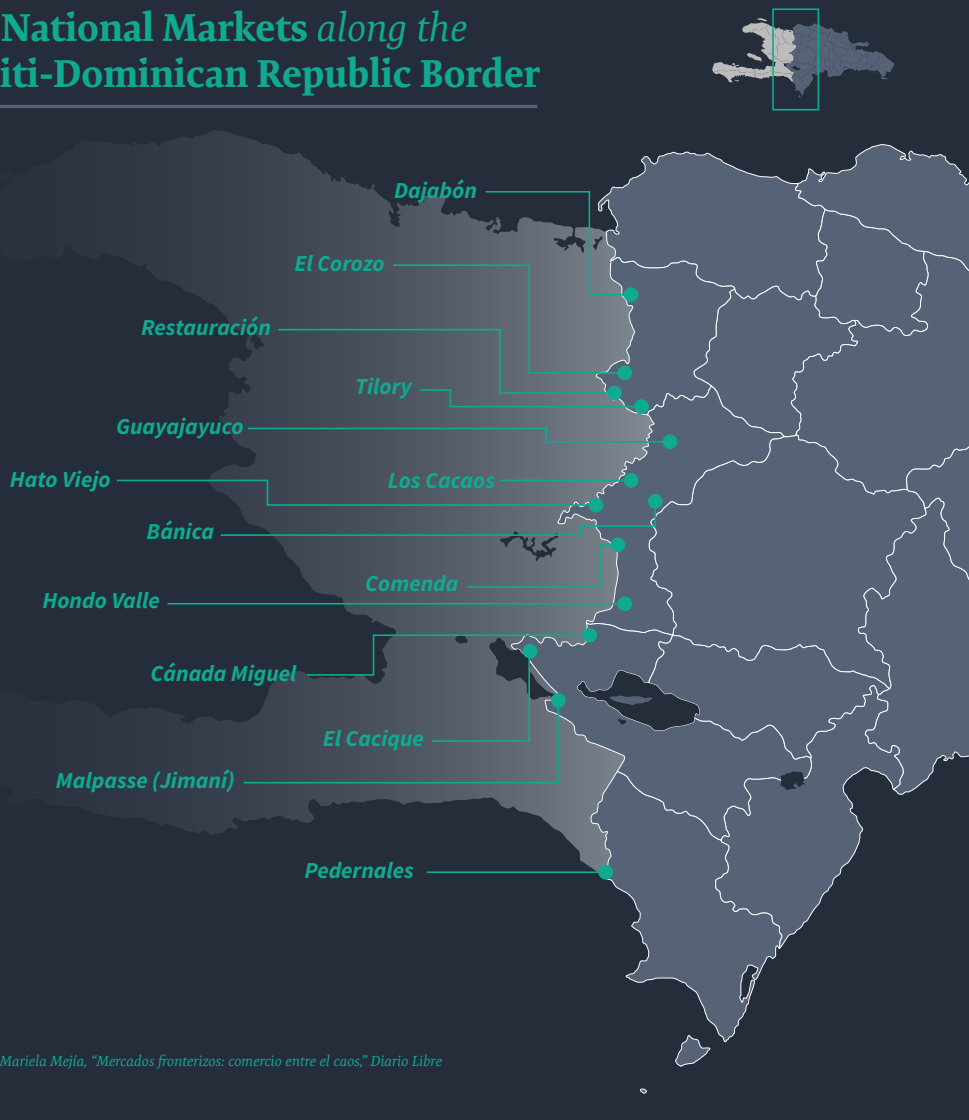 National Markets along the
iti-Dominican Republic Border
Dajabón
El Corozo
Restauración
Tilory
Guayajayuco
Hato Viejo
Los Cacaos
Bánica
Comenda
Hondo Valle
Cánada Miguel
El Cacique
Malpasse (Jimaní)
Pedernales
Mariela Mejía, “Mercados fronterizos: comercio entre el caos,” Diario Libre